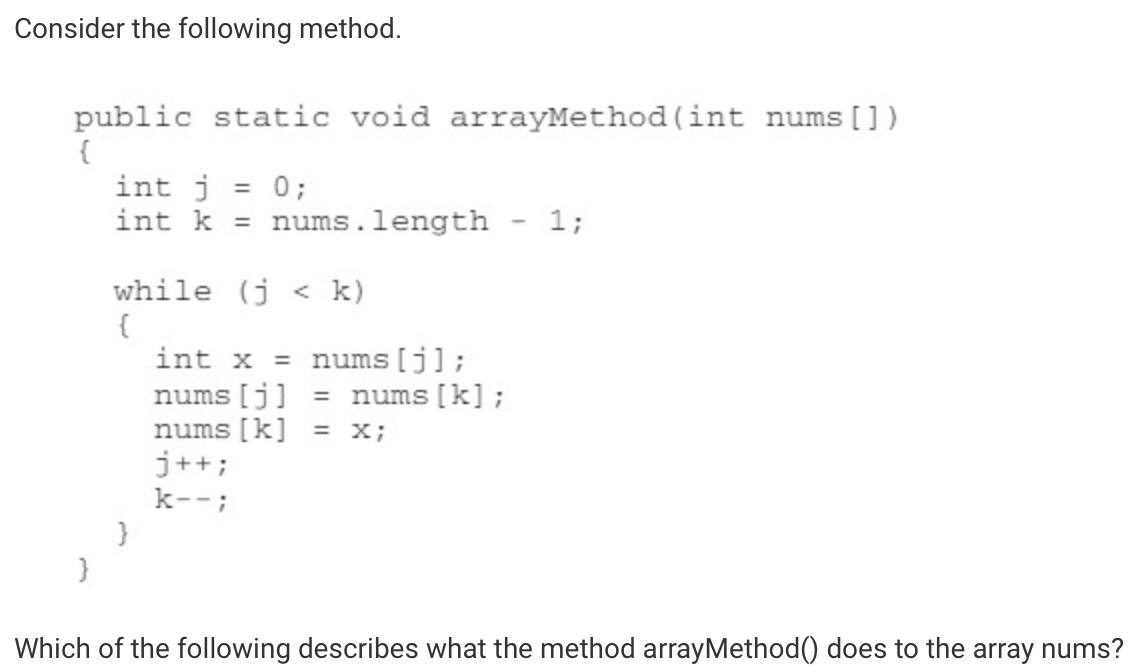 Consider the following method.
public static void arrayMethod(int nums[])
{
int j = 0;
int k = nums.length - 1;
while (j < k)
{
int x = nums[j];
nums[j] = nums[k];
nums[k] = x;
j++;
k--;
}
}
Which of the following describes what the method arrayMethod() does to the array nums?